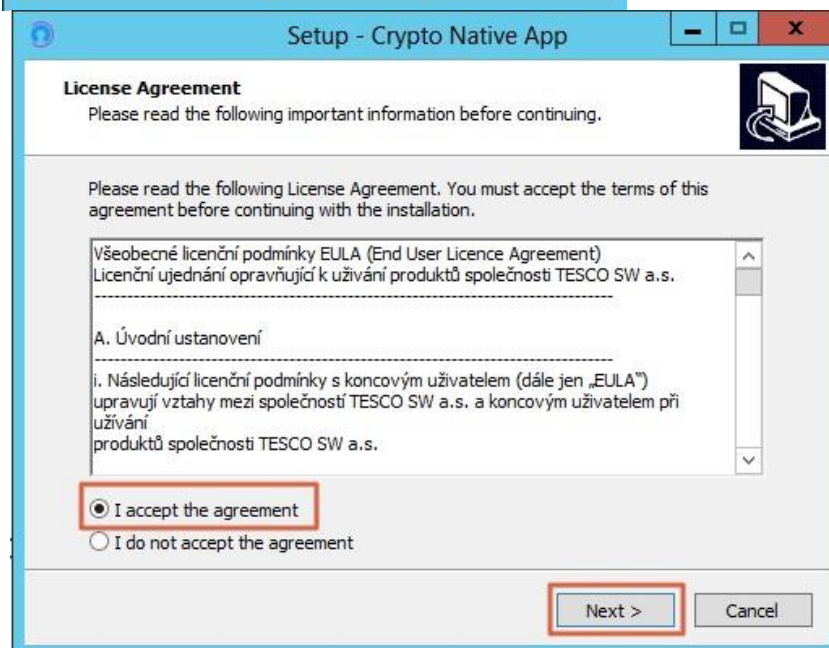 Setup - Crypto Native App
License Agreement
Please read the following important information before continuing.
Please read the following License Agreement. You must accept the terms of this
agreement before continuing with the installation.
Všeobecné licenční podmínky EULA (End User Licence Agreement)
Licenční ujednání opravňující k užívání produktů společnosti TESCO SW a.s.
--------------------------------------------------------------------------------
A. Úvodní ustanovení
--------------------------------------------------------------------------------
i. Následující licenční podmínky s koncovým uživatelem (dále jen „EULA")
upravují vztahy mezi společností TESCO SW a.s. a koncovým uživatelem při
užívání
produktů společnosti TESCO SW a.s.
I accept the agreement
I do not accept the agreement
Next >
Cancel